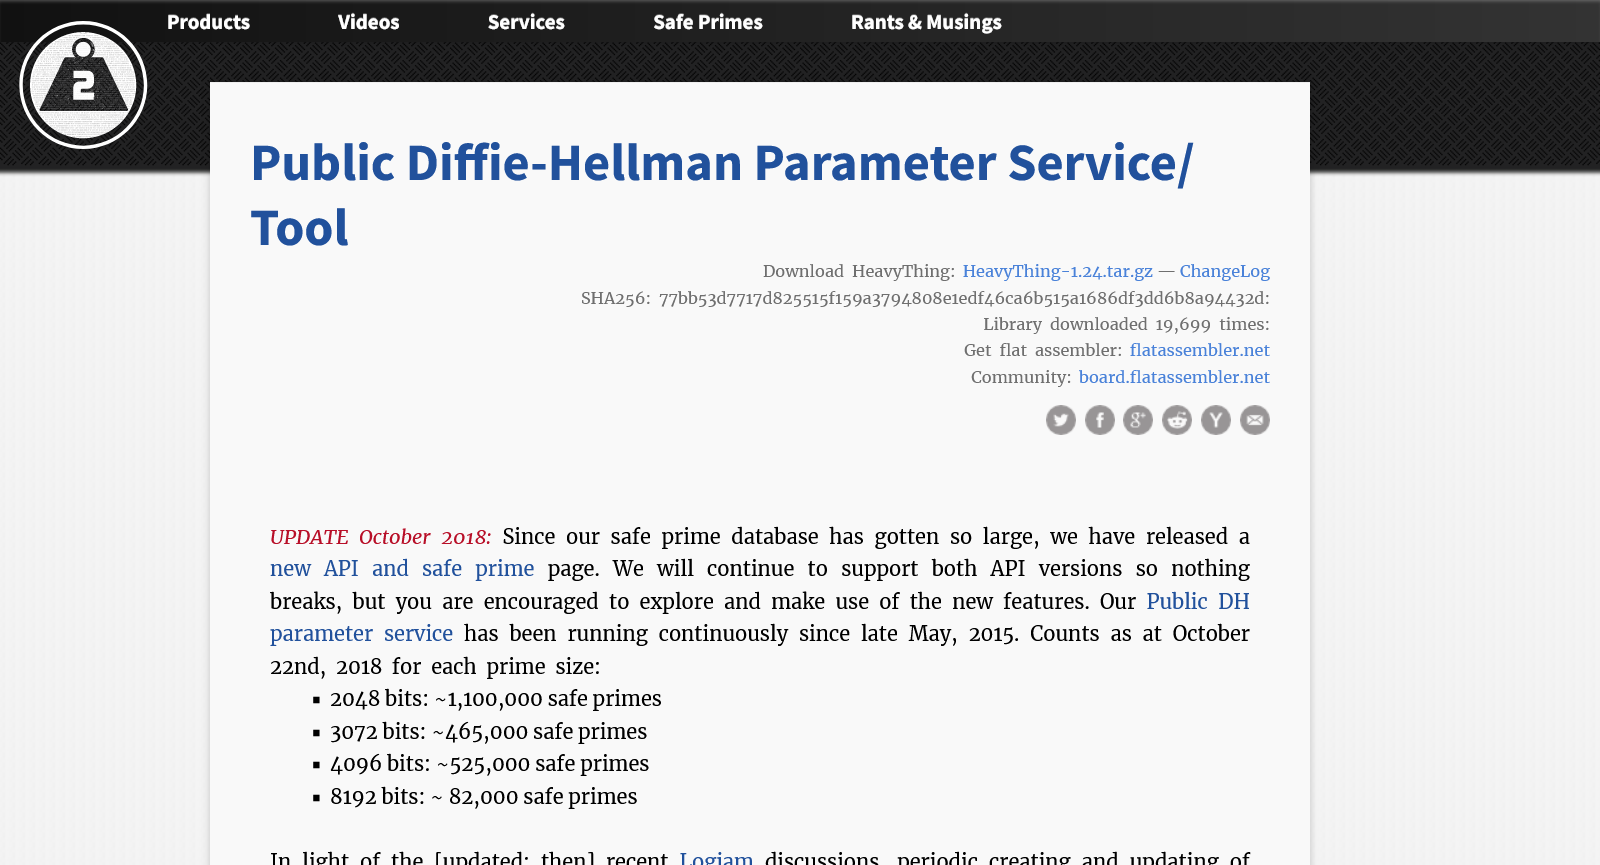 Products Videos Services Safe Primes Rants & Musings
2
Public Diffie-Hellman Parameter Service/
Tool
Download HeavyThing: HeavyThing-1.24.tar.gz — ChangeLog
SHA256: 77bb53d7717d825515f159a3794808e1edf46ca6b515a1686df3dd6b8a94432d:
Library downloaded 19,699 times:
Get flat assembler: flatassembler.net
Community: board.flatassembler.net
UPDATE October 2018: Since our safe prime database has gotten so large, we have released a
new API and safe prime page. We will continue to support both API versions so nothing
breaks, but you are encouraged to explore and make use of the new features. Our Public DH
parameter service has been running continuously since late May, 2015. Counts as at October
22nd, 2018 for each prime size:
▪ 2048 bits: ~1,100,000 safe primes
▪ 3072 bits: ~465,000 safe primes
▪ 4096 bits: ~525,000 safe primes
▪ 8192 bits: ~ 82,000 safe primes
In light of the [updated: then] recent Logjam discussions, periodic creating and updating of